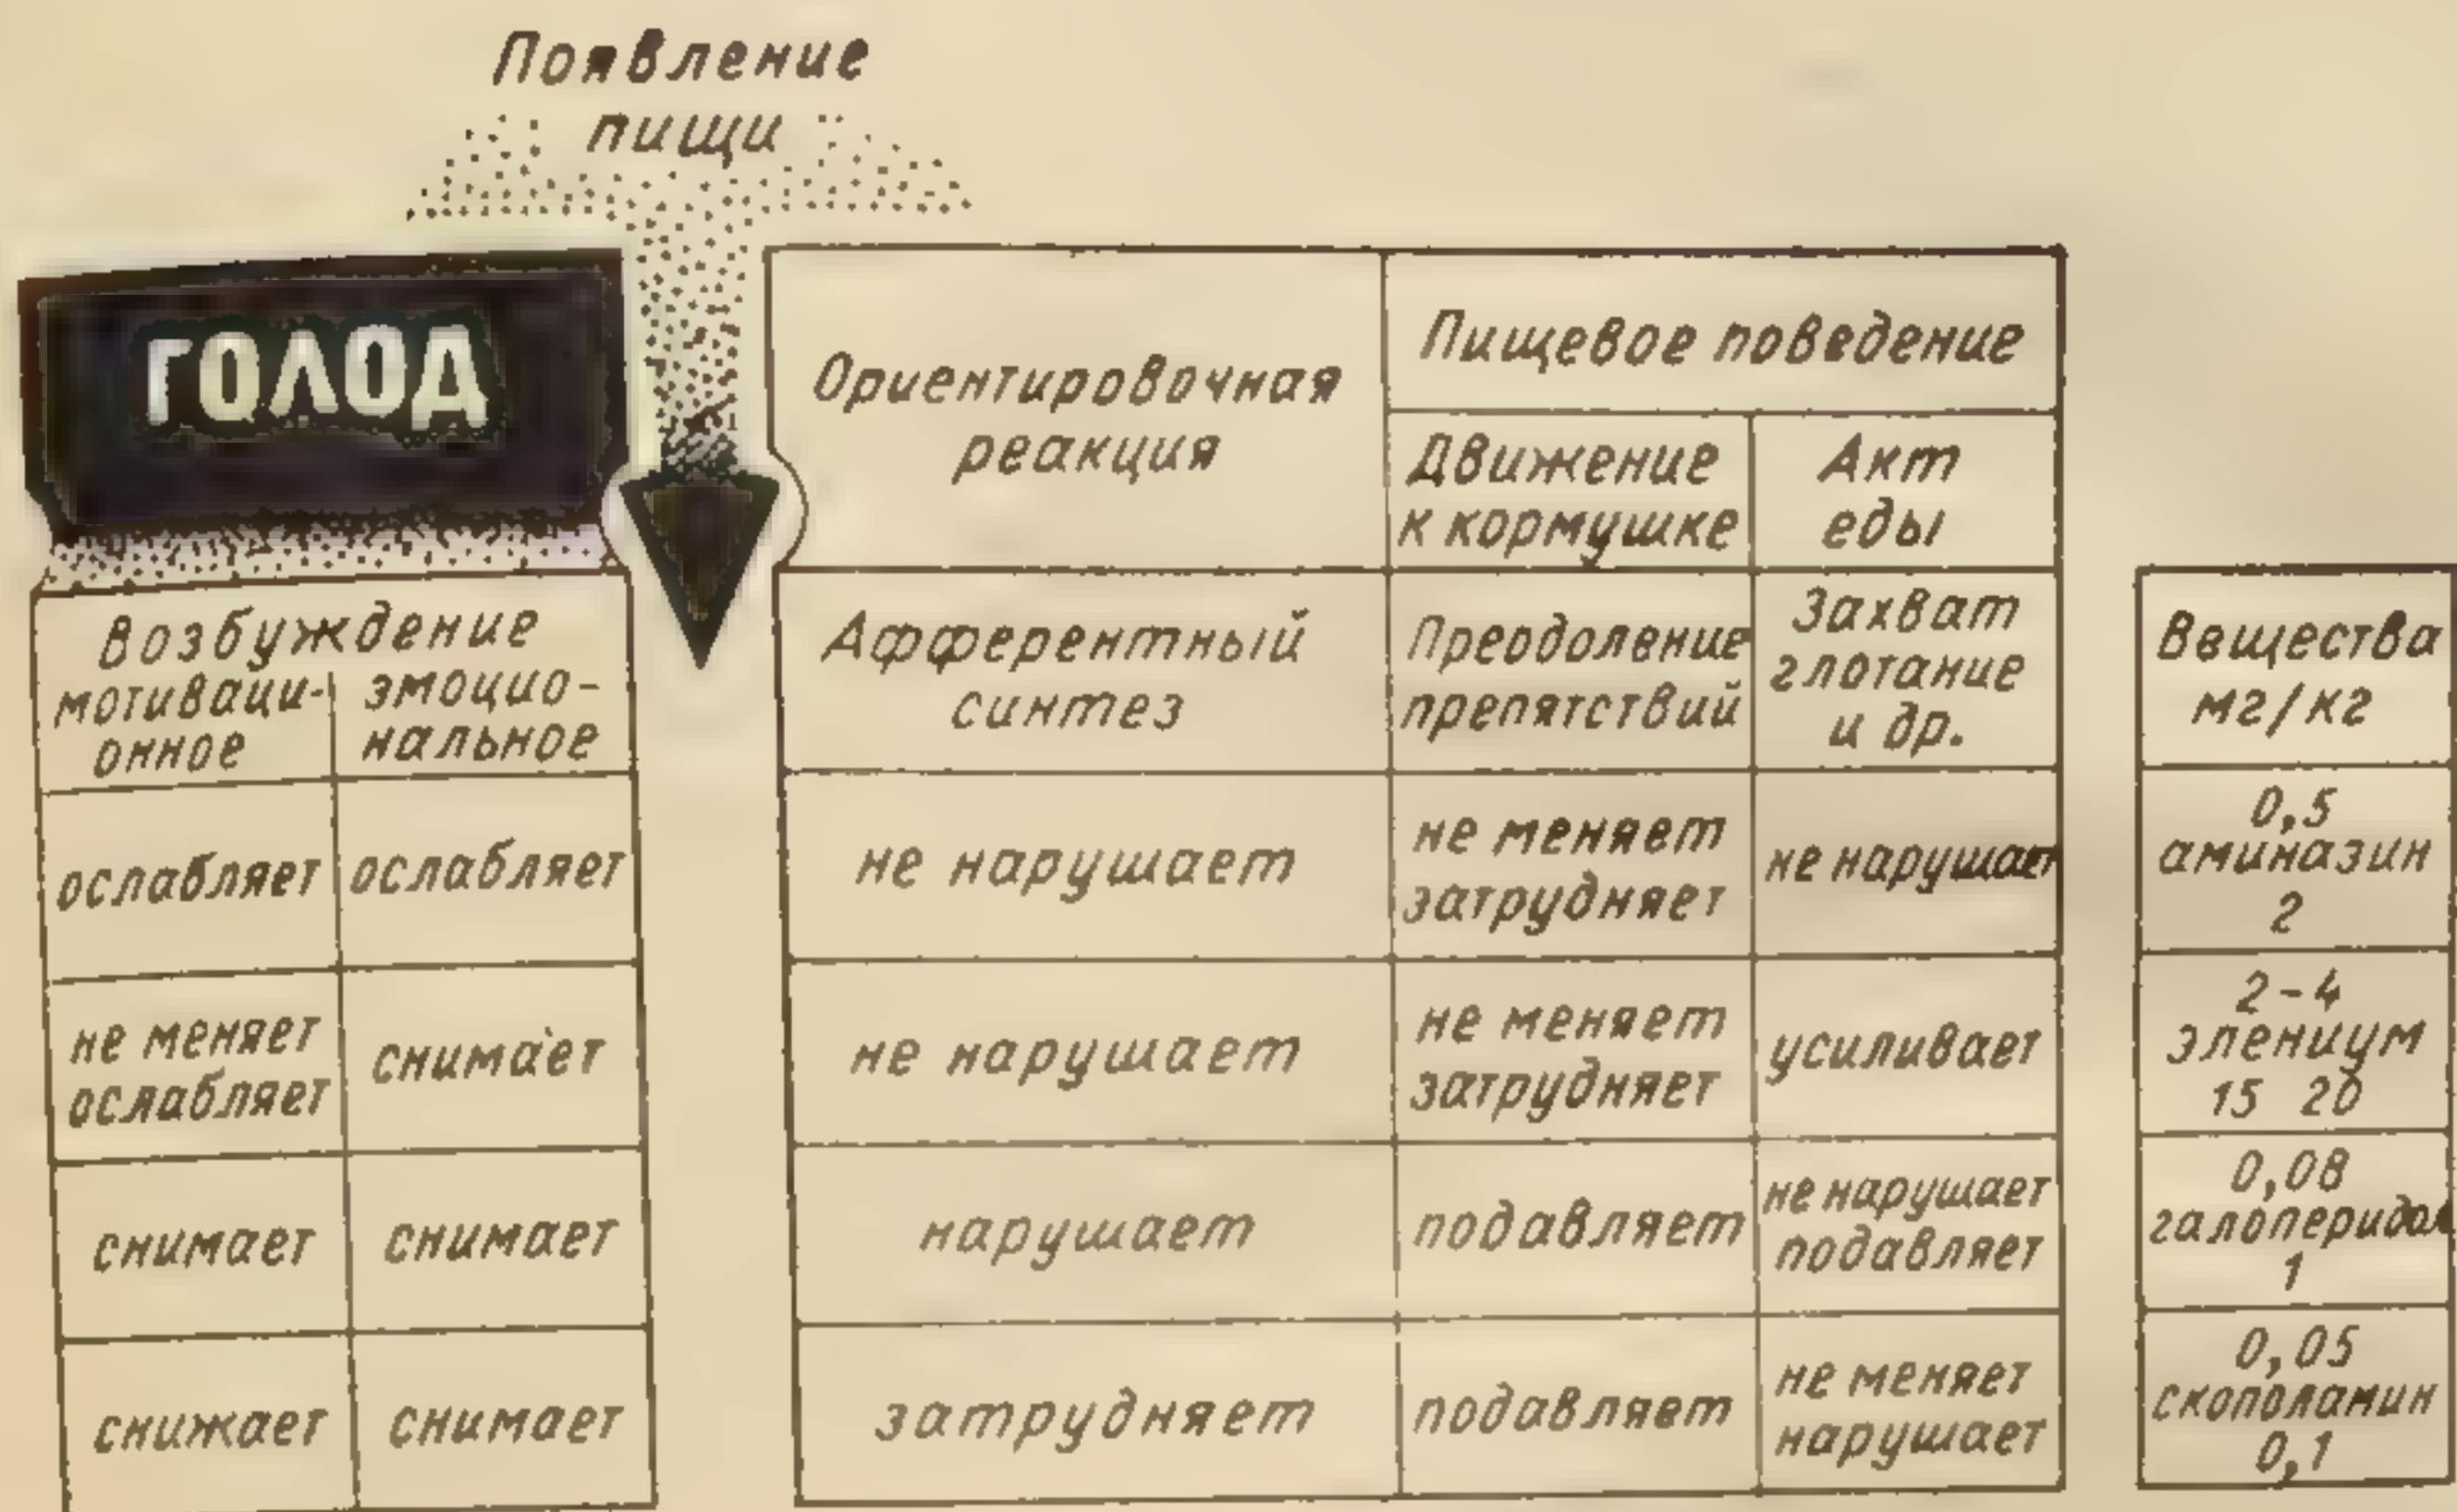 Появление
пищи
ГОЛОД
Ориентировочная
реакция
Пищевое поведение
Движение
к кормушке
Акт
еды
Возбуждение
мотиваци-
онное
эмоцио-
нальное
Афферентный
синтез
Преодоление
препятствий
Захват
глотание
и др.
Вещества
мг/кг
ослабляет
ослабляет
не нарушает
не меняет
затрудняет
не нарушает
0,5
аминазин
2
не меняет
ослабляет
снимает
не нарушает
не меняет
затрудняет
усиливает
2-4
элениум
15 20
снимает
снимает
нарушает
подавляет
не нарушает
подавляет
0,08
галоперидол
1
снижает
снимает
затрудняет
подавляет
не меняет
нарушает
0,05
скополамин
0,1